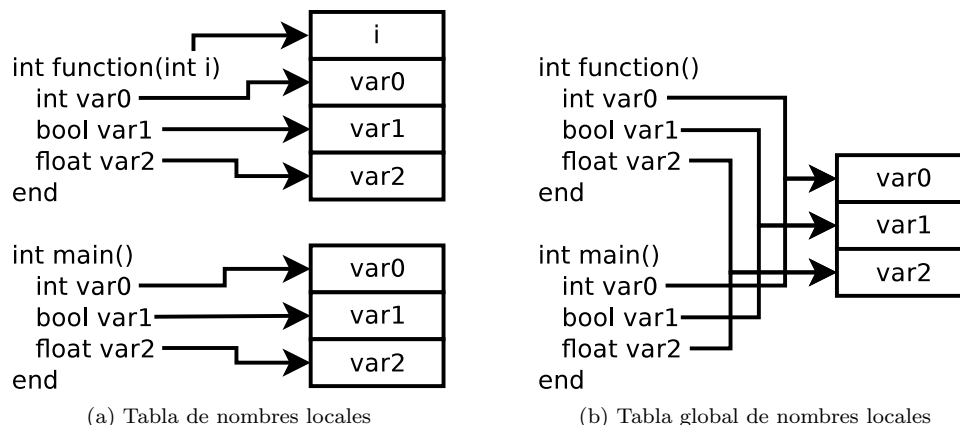 i
int function(int i)
var0
int var0
bool var1
var1
float var2
var2
end
int main()
var0
int var0
bool var1
var1
float var2
var2
end
(a) Tabla de nombres locales
int function()
int var0
bool var1
float var2
end
var0
var1
var2
int main()
int var0
bool var1
float var2
end
(b) Tabla global de nombres locales